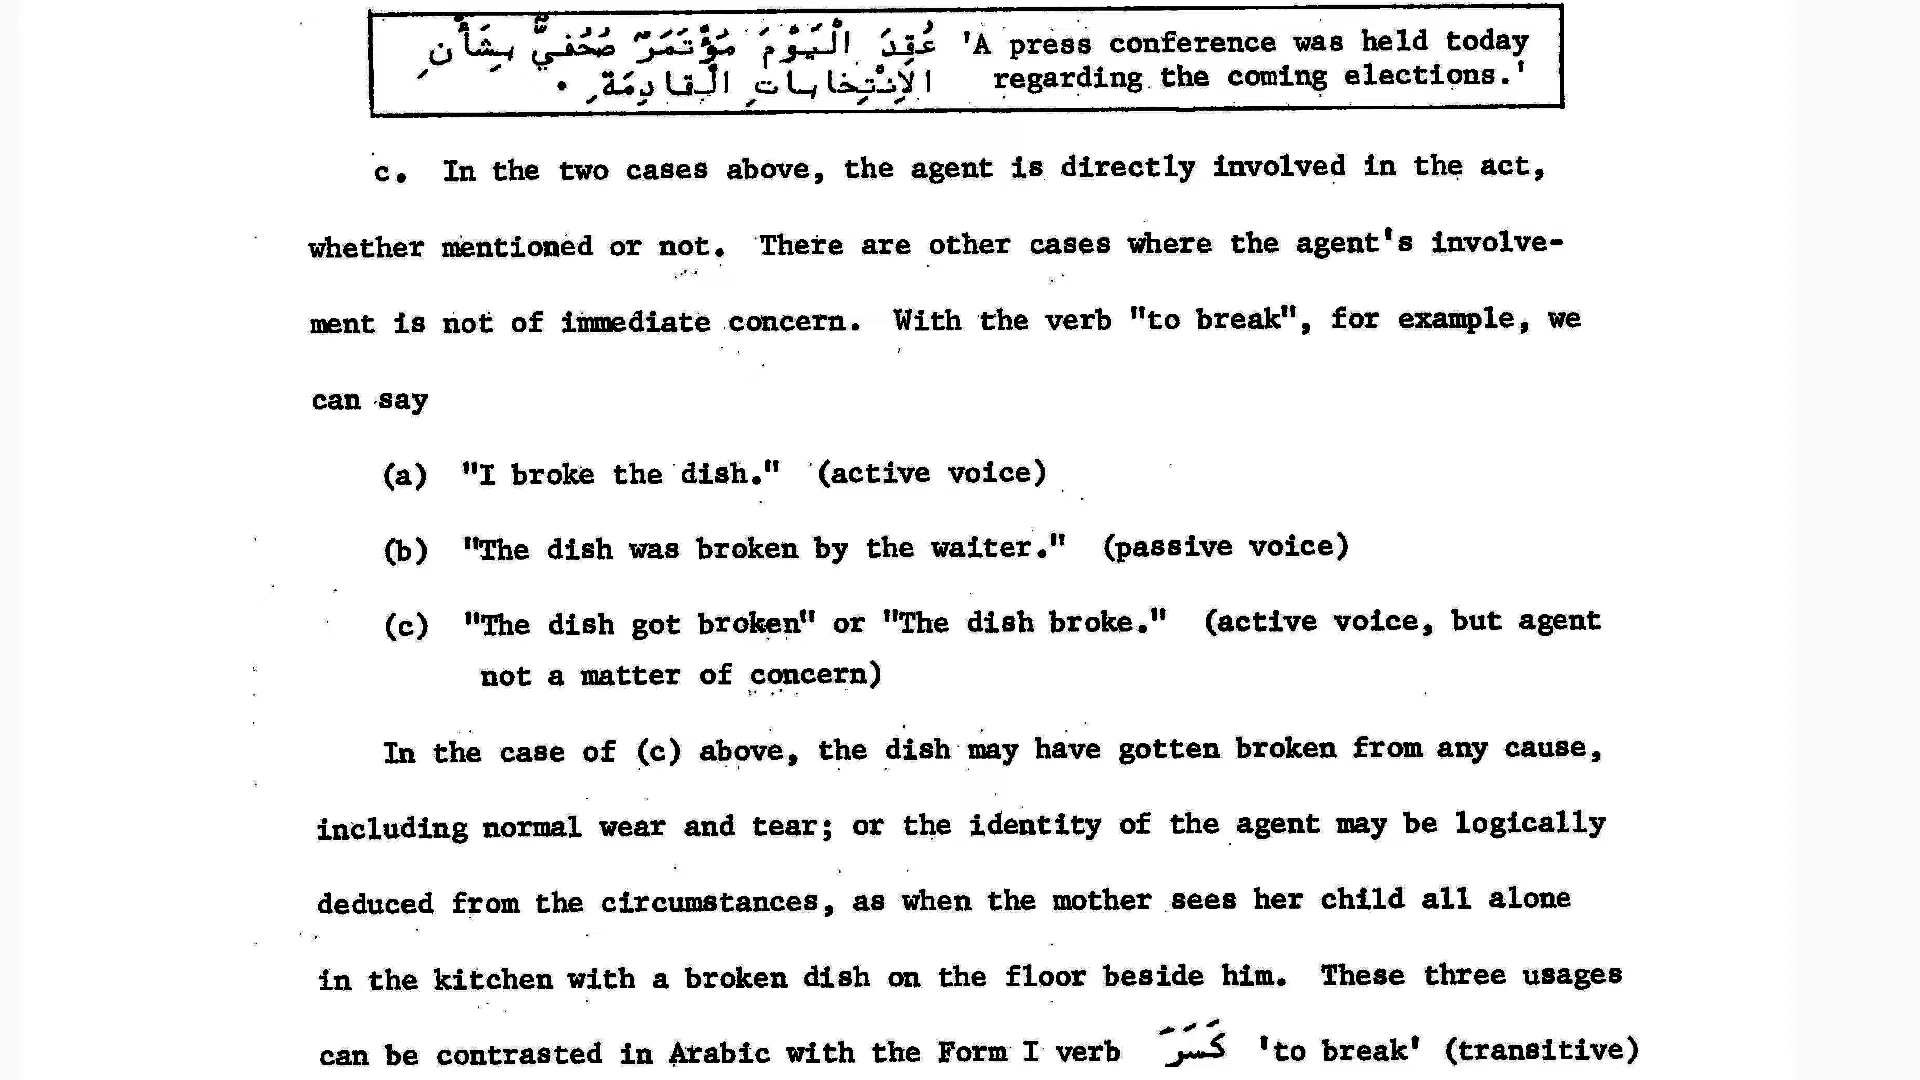 عُقِدَ الْيَوْمَ مُؤْتَمَرٌ صُحُفِيٌّ بِشَأْنِ 'A press conference was held today
الاِنْتِخابات الْقادِمَةِ . regarding the coming elections.'
c. In the two cases above, the agent is directly involved in the act,
whether mentioned or not. There are other cases where the agent's involve-
ment is not of immediate concern. With the verb "to break", for example, we
can say
(a) "I broke the dish." (active voice)
(b) "The dish was broken by the waiter." (passive voice)
(c) "The dish got broken" or "The dish broke." (active voice, but agent
not a matter of concern)
In the case of (c) above, the dish may have gotten broken from any cause,
including normal wear and tear; or the identity of the agent may be logically
deduced from the circumstances, as when the mother sees her child all alone
in the kitchen with a broken dish on the floor beside him. These three usages
can be contrasted in Arabic with the Form I verb كَسَرَ 'to break' (transitive)